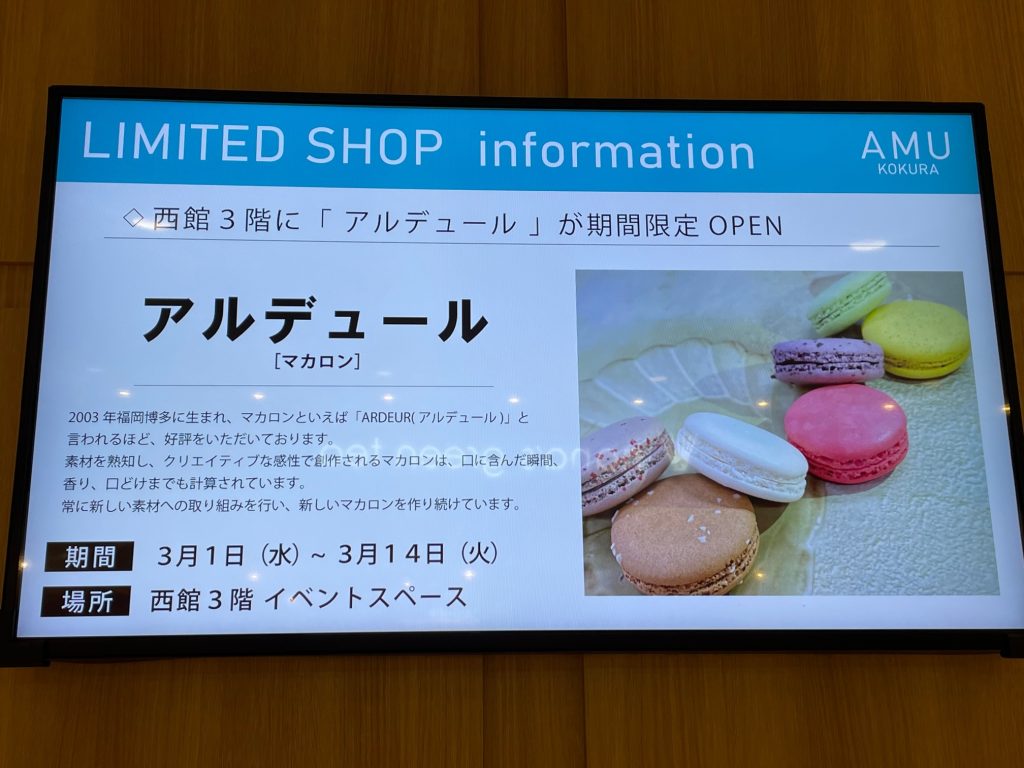 LIMITED SHOP information
AMU
KOKURA
◇西館3階に「 アルデュール 」が期間限定 OPEN
アルデュール
[マカロン]
2003 年福岡博多に生まれ、マカロンといえば「ARDEUR(アルデュール)」と
言われるほど、好評をいただいております。
素材を熟知し、クリエイティブな感性で創作されるマカロンは、口に含んだ瞬間、
香り、口どけまでも計算されています。
常に新しい素材への取り組みを行い、新しいマカロンを作り続けています。
期間 3月1日(水)~3月14日(火)
場所 西館3階 イベントスペース